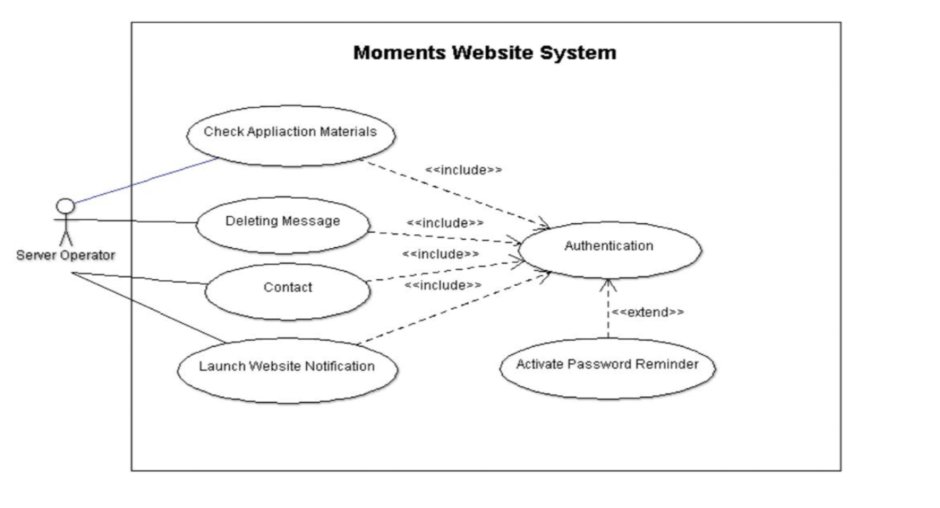 Moments Website System
Check Appliaction Materials
<<include>>
Deleting Message
<<include>>
Authentication
Server Operator
<<include>>
Contact
<<include>>
<<extend>>
Launch Website Notification
Activate Password Reminder